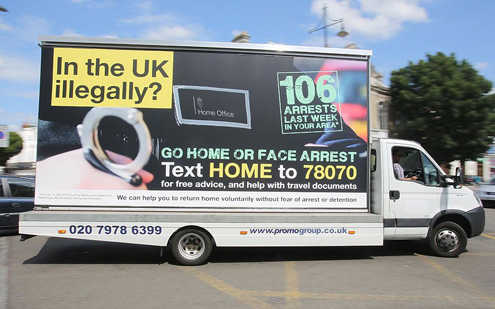 In the UK
illegally?
Home Office
106
ARRESTS
LAST WEEK
IN YOUR AREA*
GO HOME OR FACE ARREST
Text HOME to 78070
for free advice, and help with travel documents
We can help you to return home voluntarily without fear of arrest or detention
020 7978 6399
www.promogroup.co.uk